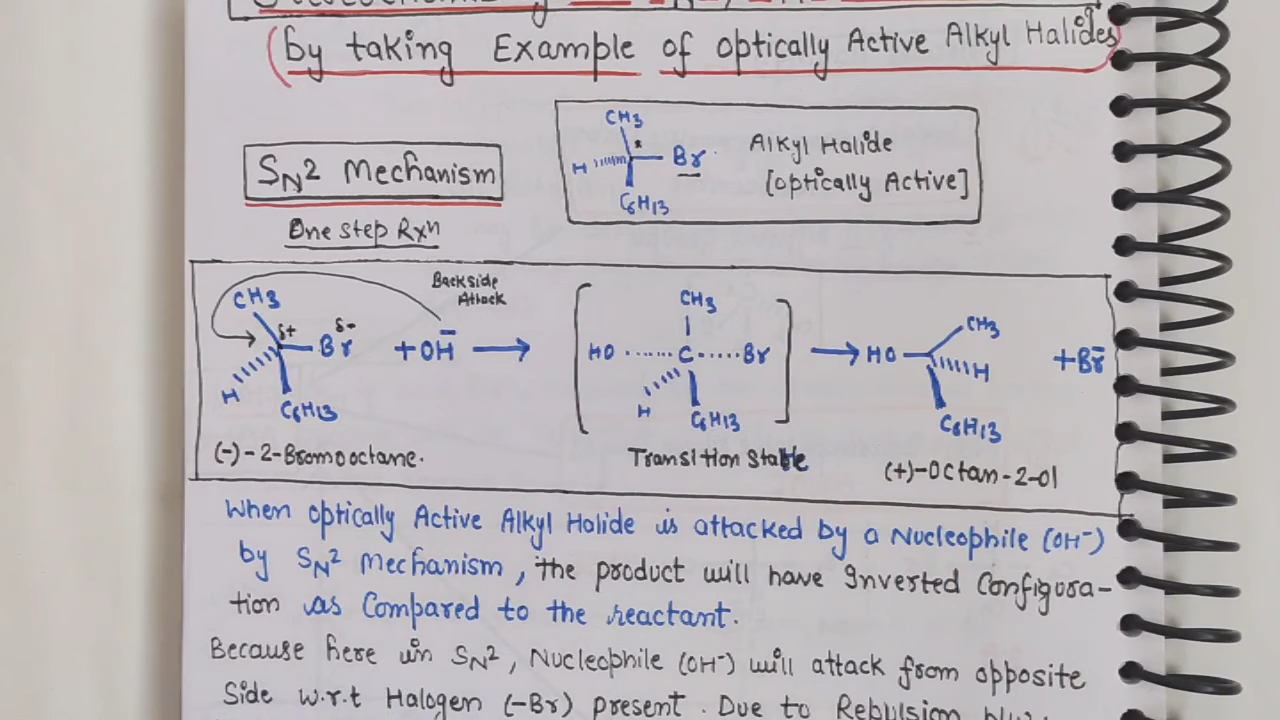 by taking Example of optically Active Alkyl Halides
CH3
H Br
C6H13
Alkyl Halide
[optically Active]
SN2 Mechanism
One step Rxn
Backside
Attack
CH3
δ+ δ-
Br
H
C6H13
+OH-
CH3
HO C Br
H
C6H13
CH3
HO
H
C6H13
+Br-
(-)-2-Bromooctane.
Transition State
(+)-Octan-2-ol
When optically Active Alkyl Halide is attacked by a Nucleophile (OH-)
by SN2 Mechanism, the product will have Inverted Configura-
tion as Compared to the reactant.
Because here in SN2, Nucleophile (OH-) will attack from opposite
Side w.r.t Halogen (-Br) present. Due to Repulsion